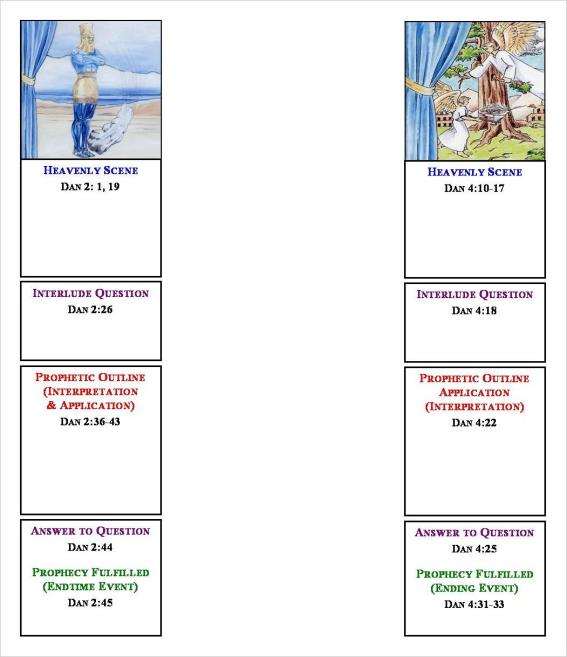 Heavenly Scene
Dan 2: 1, 19
Interlude Question
Dan 2:26
Prophetic Outline
(Interpretation
& Application)
Dan 2:36-43
Answer to Question
Dan 2:44
Prophecy Fulfilled
(Endtime Event)
Dan 2:45
Heavenly Scene
Dan 4:10-17
Interlude Question
Dan 4:18
Prophetic Outline
Application
(Interpretation)
Dan 4:22
Answer to Question
Dan 4:25
Prophecy Fulfilled
(Ending Event)
Dan 4:31-33